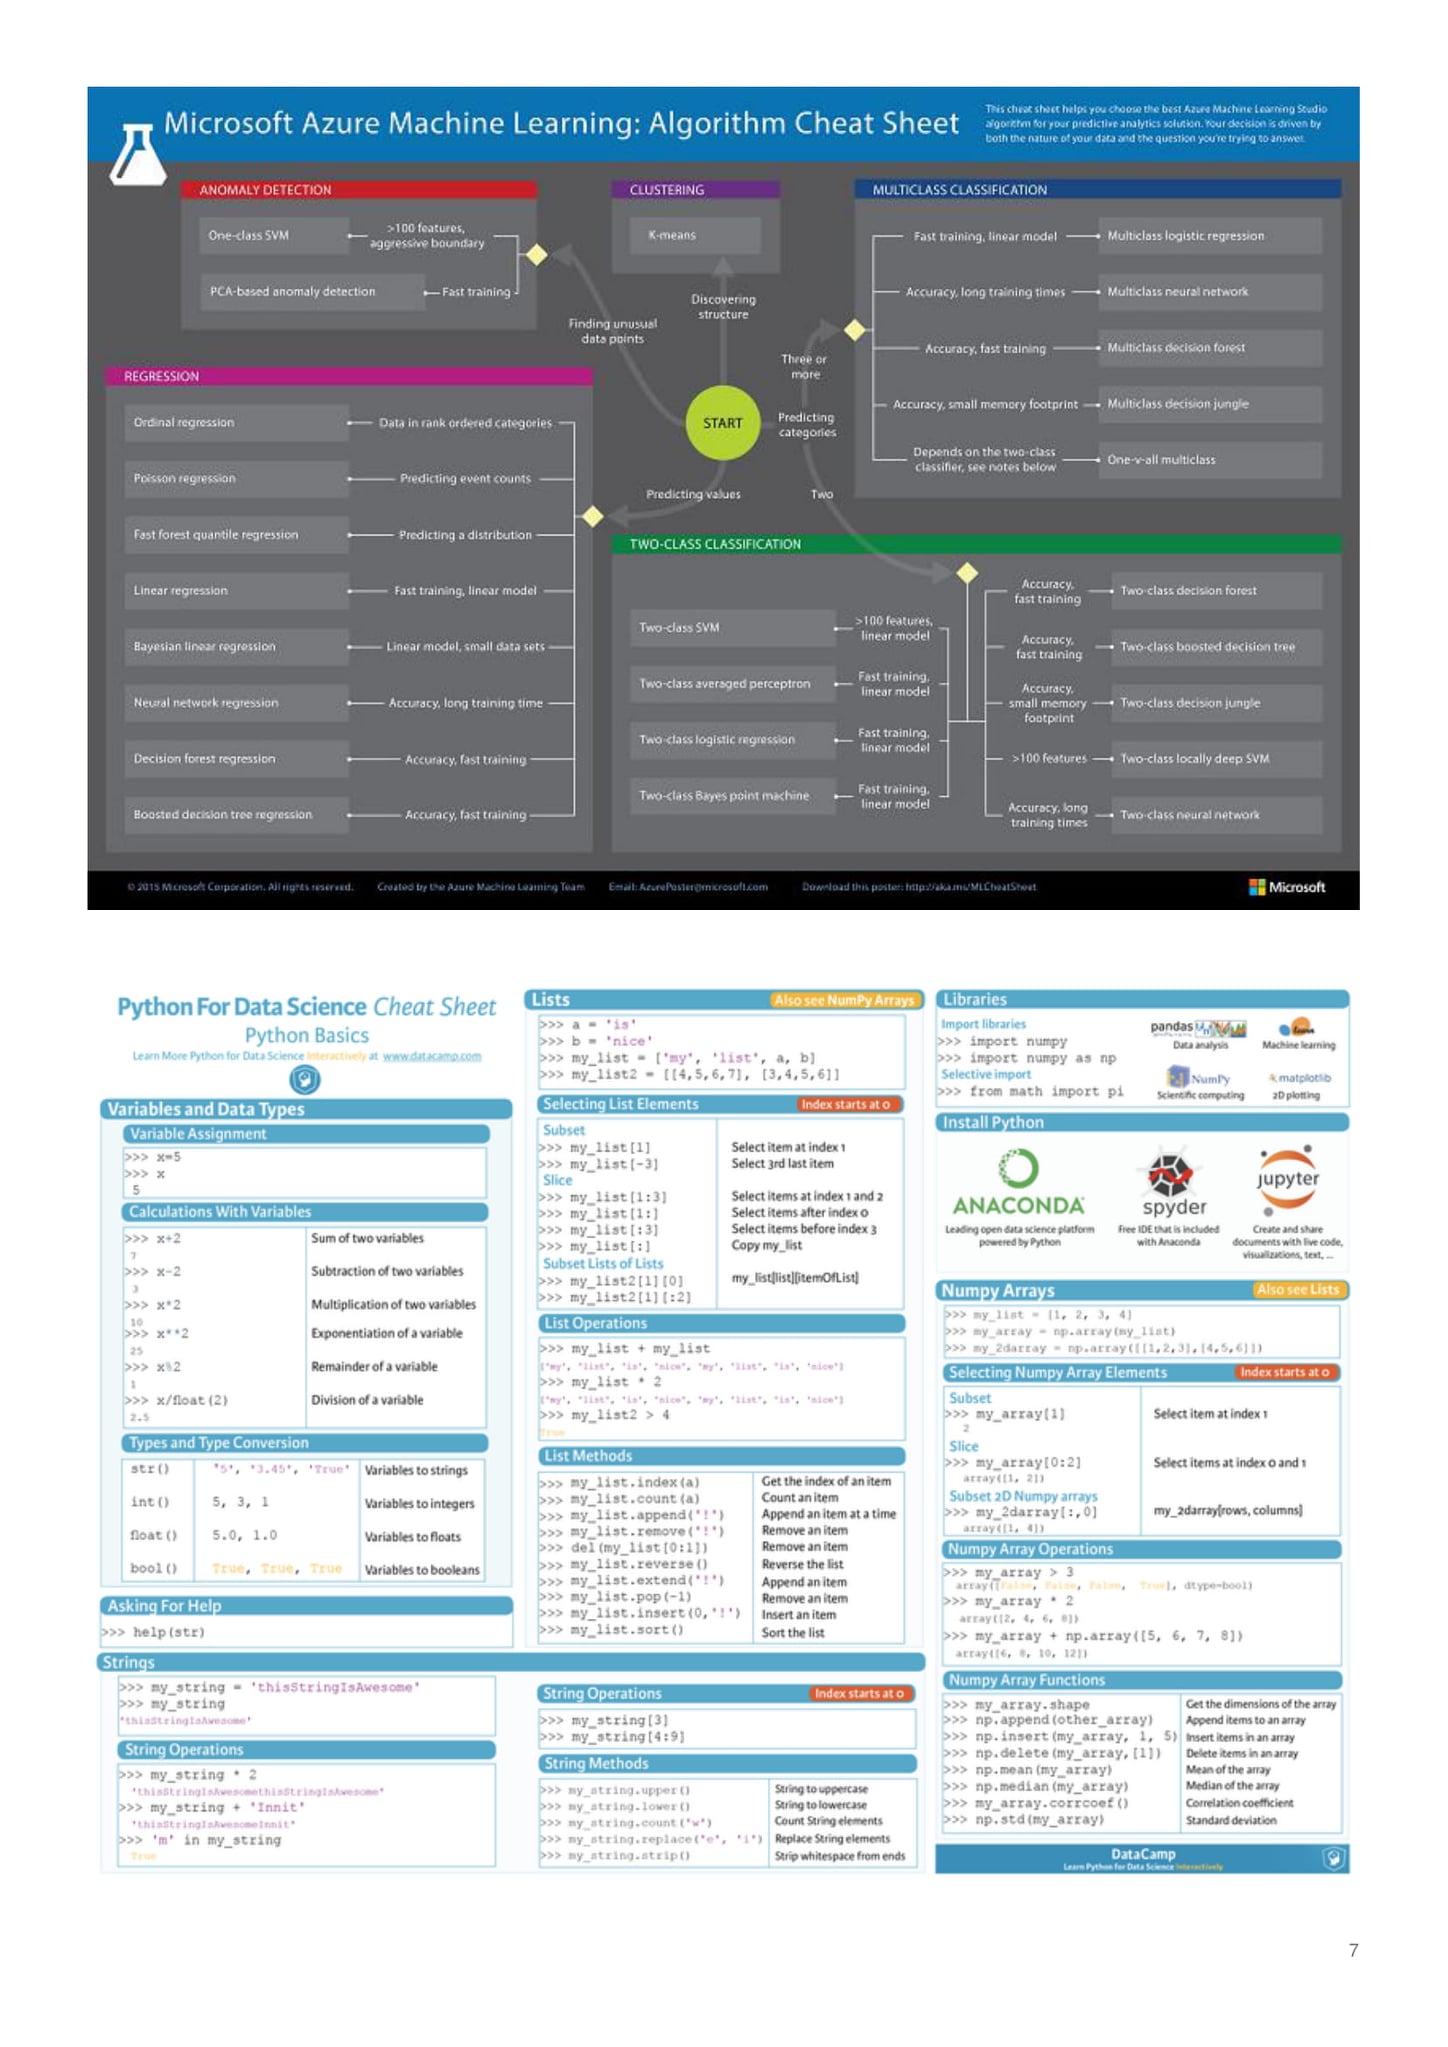 Microsoft Azure Machine Learning: Algorithm Cheat Sheet
This cheat sheet helps you choose the best Azure Machine Learning Studio
algorithm for your predictive analytics solution. Your decision is driven by
both the nature of your data and the question you're trying to answer.
ANOMALY DETECTION
One-class SVM
>100 features,
aggressive boundary
PCA-based anomaly detection
Fast training
CLUSTERING
K-means
Discovering
structure
Finding unusual
data points
START
Three or
more
Predicting
categories
Two
Predicting values
MULTICLASS CLASSIFICATION
Fast training, linear model
Multiclass logistic regression
Accuracy, long training times
Multiclass neural network
Accuracy, fast training
Multiclass decision forest
Accuracy, small memory footprint
Multiclass decision jungle
Depends on the two-class
classifier, see notes below
One-v-all multiclass
REGRESSION
Ordinal regression
Data in rank ordered categories
Poisson regression
Predicting event counts
Fast forest quantile regression
Predicting a distribution
Linear regression
Fast training, linear model
Bayesian linear regression
Linear model, small data sets
Neural network regression
Accuracy, long training time
Decision forest regression
Accuracy, fast training
Boosted decision tree regression
Accuracy, fast training
TWO-CLASS CLASSIFICATION
Two-class SVM
>100 features,
linear model
Two-class averaged perceptron
Fast training,
linear model
Two-class logistic regression
Fast training,
linear model
Two-class Bayes point machine
Fast training,
linear model
Accuracy,
fast training
Two-class decision forest
Accuracy,
fast training
Two-class boosted decision tree
Accuracy,
small memory
footprint
Two-class decision jungle
>100 features
Two-class locally deep SVM
Accuracy, long
training times
Two-class neural network
© 2015 Microsoft Corporation. All rights reserved. Created by the Azure Machine Learning Team Email: AzurePoster@microsoft.com Download this poster: http://aka.ms/MLCheatSheet
Microsoft
Python For Data Science Cheat Sheet
Python Basics
Learn More Python for Data Science Interactively at www.datacamp.com
Variables and Data Types
Variable Assignment
>>> x=5
>>> x
5
Calculations With Variables
>>> x+2 Sum of two variables
7
>>> x-2 Subtraction of two variables
3
>>> x*2 Multiplication of two variables
10
>>> x**2 Exponentiation of a variable
25
>>> x%2 Remainder of a variable
1
>>> x/float(2) Division of a variable
2.5
Types and Type Conversion
str() '5', '3.45', 'True' Variables to strings
int() 5, 3, 1 Variables to integers
float() 5.0, 1.0 Variables to floats
bool() True, True, True Variables to booleans
Asking For Help
>>> help(str)
Lists
Also see NumPy Arrays
>>> a = 'is'
>>> b = 'nice'
>>> my_list = ['my', 'list', a, b]
>>> my_list2 = [[4,5,6,7], [3,4,5,6]]
Selecting List Elements
Index starts at 0
Subset
>>> my_list[1] Select item at index 1
>>> my_list[-3] Select 3rd last item
Slice
>>> my_list[1:3] Select items at index 1 and 2
>>> my_list[1:] Select items after index 0
>>> my_list[:3] Select items before index 3
>>> my_list[:] Copy my_list
Subset Lists of Lists
>>> my_list2[1][0] my_list[list][itemOfList]
>>> my_list2[1][:2]
List Operations
>>> my_list + my_list
['my', 'list', 'is', 'nice', 'my', 'list', 'is', 'nice']
>>> my_list * 2
['my', 'list', 'is', 'nice', 'my', 'list', 'is', 'nice']
>>> my_list2 > 4
True
List Methods
>>> my_list.index(a) Get the index of an item
>>> my_list.count(a) Count an item
>>> my_list.append('!') Append an item at a time
>>> my_list.remove('!') Remove an item
>>> del(my_list[0:1]) Remove an item
>>> my_list.reverse() Reverse the list
>>> my_list.extend('!') Append an item
>>> my_list.pop(-1) Remove an item
>>> my_list.insert(0,'!') Insert an item
>>> my_list.sort() Sort the list
Strings
>>> my_string = 'thisStringIsAwesome'
>>> my_string
'thisStringIsAwesome'
String Operations
>>> my_string * 2
'thisStringIsAwesomethisStringIsAwesome'
>>> my_string + 'Innit'
'thisStringIsAwesomeInnit'
>>> 'm' in my_string
True
String Operations
Index starts at 0
>>> my_string[3]
>>> my_string[4:9]
String Methods
>>> my_string.upper() String to uppercase
>>> my_string.lower() String to lowercase
>>> my_string.count('w') Count String elements
>>> my_string.replace('e', 'i') Replace String elements
>>> my_string.strip() Strip whitespace from ends
Libraries
Import libraries
>>> import numpy
>>> import numpy as np
Selective import
>>> from math import pi
pandas
Data analysis
learn
Machine learning
NumPy
Scientific computing
matplotlib
2D plotting
Install Python
ANACONDA
Leading open data science platform
powered by Python
spyder
Free IDE that is included
with Anaconda
jupyter
Create and share
documents with live code,
visualizations, text, ...
Numpy Arrays
Also see Lists
>>> my_list = [1, 2, 3, 4]
>>> my_array = np.array(my_list)
>>> my_2darray = np.array([[1,2,3],[4,5,6]])
Selecting Numpy Array Elements
Index starts at 0
Subset
>>> my_array[1] Select item at index 1
2
Slice
>>> my_array[0:2] Select items at index 0 and 1
array([1, 2])
Subset 2D Numpy arrays
>>> my_2darray[:,0] my_2darray[rows, columns]
array([1, 4])
Numpy Array Operations
>>> my_array > 3
array([False, False, False, True], dtype=bool)
>>> my_array * 2
array([2, 4, 6, 8])
>>> my_array + np.array([5, 6, 7, 8])
array([6, 8, 10, 12])
Numpy Array Functions
>>> my_array.shape Get the dimensions of the array
>>> np.append(other_array) Append items to an array
>>> np.insert(my_array, 1, 5) Insert items in an array
>>> np.delete(my_array,[1]) Delete items in an array
>>> np.mean(my_array) Mean of the array
>>> np.median(my_array) Median of the array
>>> my_array.corrcoef() Correlation coefficient
>>> np.std(my_array) Standard deviation
DataCamp
Learn Python for Data Science Interactively
7